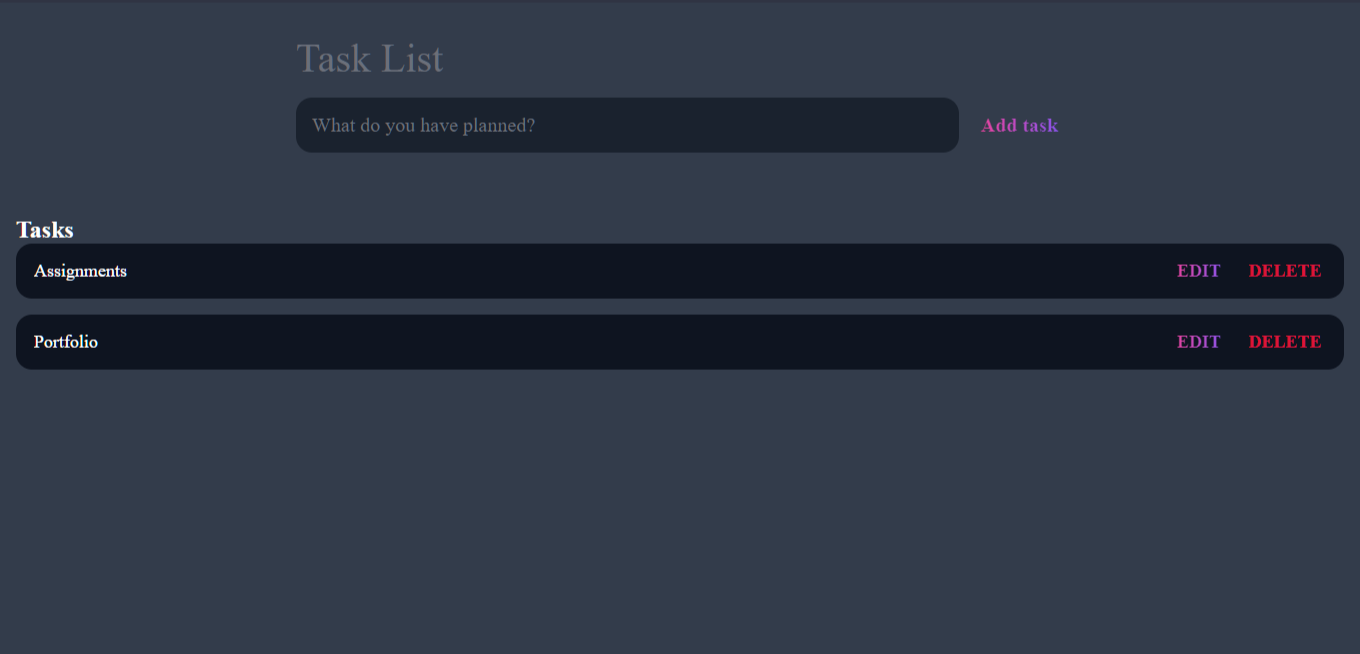 Task List
What do you have planned?
Add task
Tasks
Assignments EDIT DELETE
Portfolio EDIT DELETE